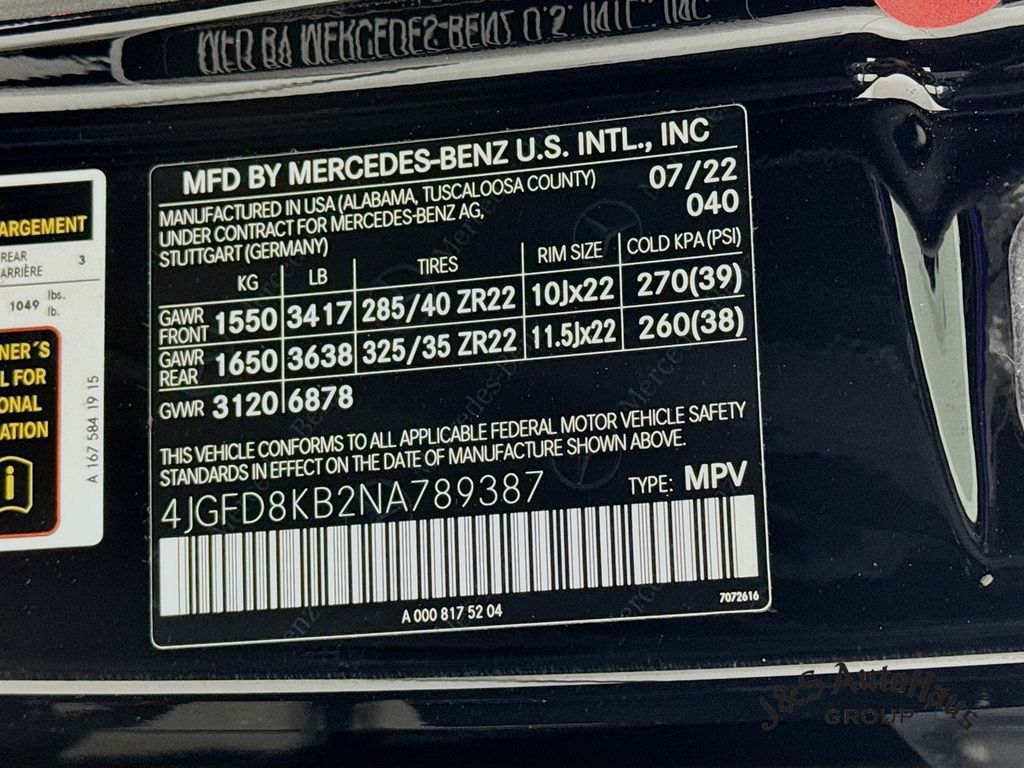 MFD BY MERCEDES-BENZ U.S. INTL., INC
MANUFACTURED IN USA (ALABAMA, TUSCALOOSA COUNTY) 07/22
UNDER CONTRACT FOR MERCEDES-BENZ AG, 040
STUTTGART (GERMANY)
KG LB TIRES RIM SIZE COLD KPA (PSI)
GAWR FRONT 1550 3417 285/40 ZR22 10Jx22 270(39)
GAWR REAR 1650 3638 325/35 ZR22 11.5Jx22 260(38)
GVWR 3120 6878
THIS VEHICLE CONFORMS TO ALL APPLICABLE FEDERAL MOTOR VEHICLE SAFETY
STANDARDS IN EFFECT ON THE DATE OF MANUFACTURE SHOWN ABOVE.
4JGFD8KB2NA789387 TYPE: MPV
A 000 817 52 04
7072616
ARGEMENT
REAR
ARRIÈRE 3
1049 lbs.
lb.
NER'S
L FOR
ONAL
ATION
A 167 584 19 15
J&S AutoHaus
GROUP